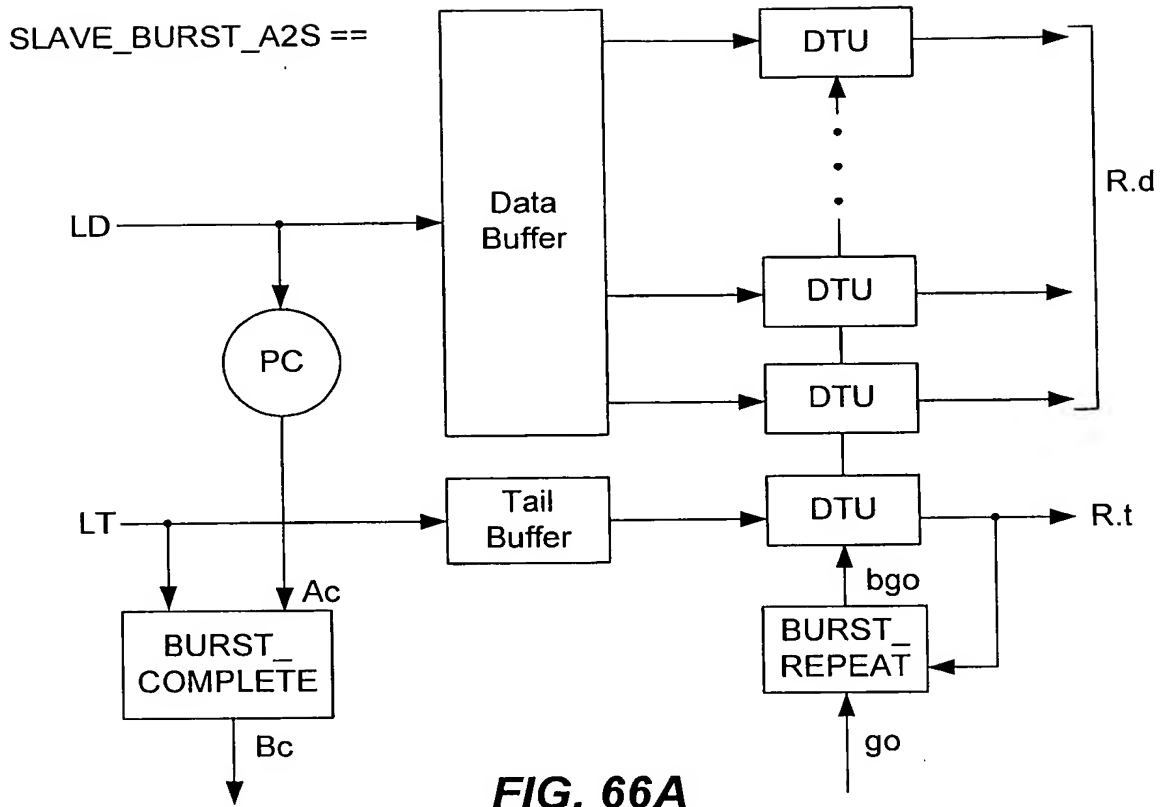 SLAVE_BURST_A2S ==
DTU
R.d
LD
Data
Buffer
DTU
PC
DTU
LT
Tail
Buffer
DTU
R.t
Ac
bgo
BURST_
COMPLETE
BURST_
REPEAT
Bc
go
FIG. 66A